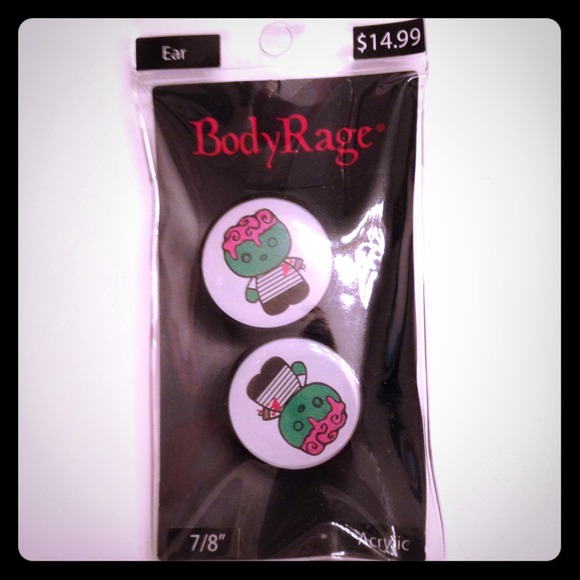 Ear
$14.99
BodyRage®
7/8"
Acrylic